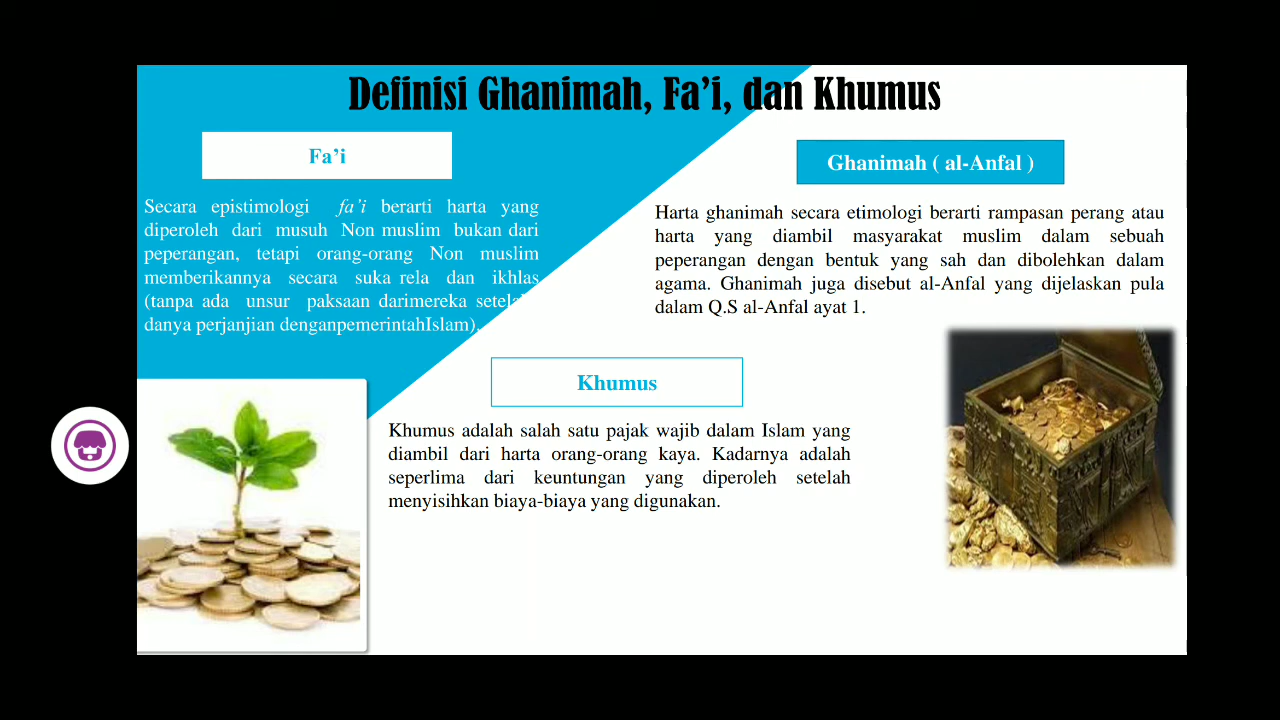 Definisi Ghanimah, Fa'i, dan Khumus
Fa'i
Secara epistimologi fa'i berarti harta yang
diperoleh dari musuh Non muslim bukan dari
peperangan, tetapi orang-orang Non muslim
memberikannya secara suka rela dan ikhlas
(tanpa ada unsur paksaan darimereka
danya perjanjian denganpemerintahIslam).
Ghanimah ( al-Anfal )
Harta ghanimah secara etimologi berarti rampasan perang atau
harta yang diambil masyarakat muslim dalam sebuah
peperangan dengan bentuk yang sah dan dibolehkan dalam
agama. Ghanimah juga disebut al-Anfal yang dijelaskan pula
dalam Q.S al-Anfal ayat 1.
Khumus
Khumus adalah salah satu pajak wajib dalam Islam yang
diambil dari harta orang-orang kaya. Kadarnya adalah
seperlima dari keuntungan yang diperoleh setelah
menyisihkan biaya-biaya yang digunakan.